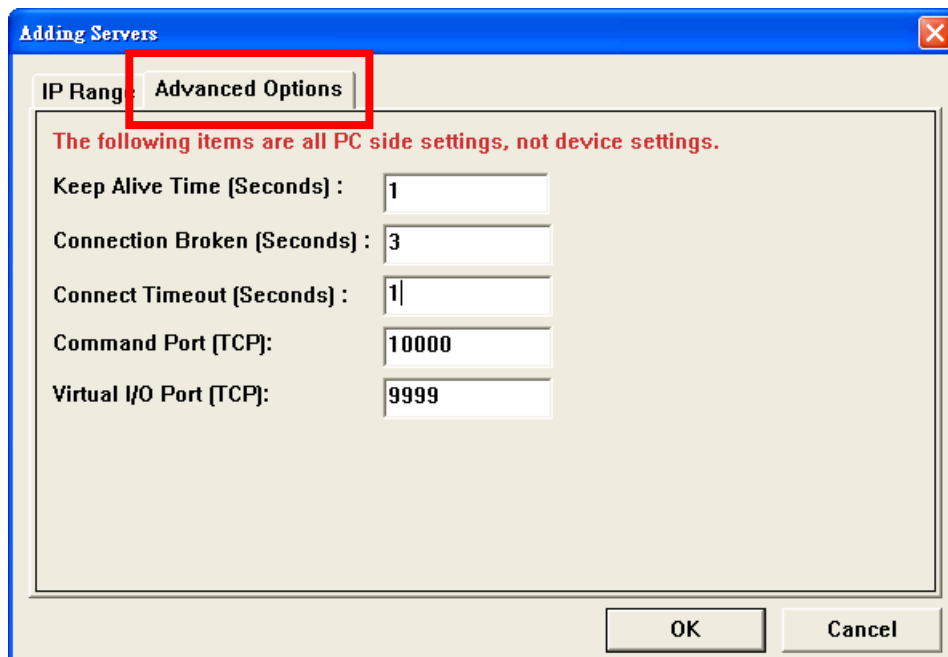 Adding Servers
IP Range Advanced Options
The following items are all PC side settings, not device settings.
Keep Alive Time (Seconds) : 1
Connection Broken (Seconds) : 3
Connect Timeout (Seconds) : 1
Command Port (TCP): 10000
Virtual I/O Port (TCP): 9999
OK Cancel